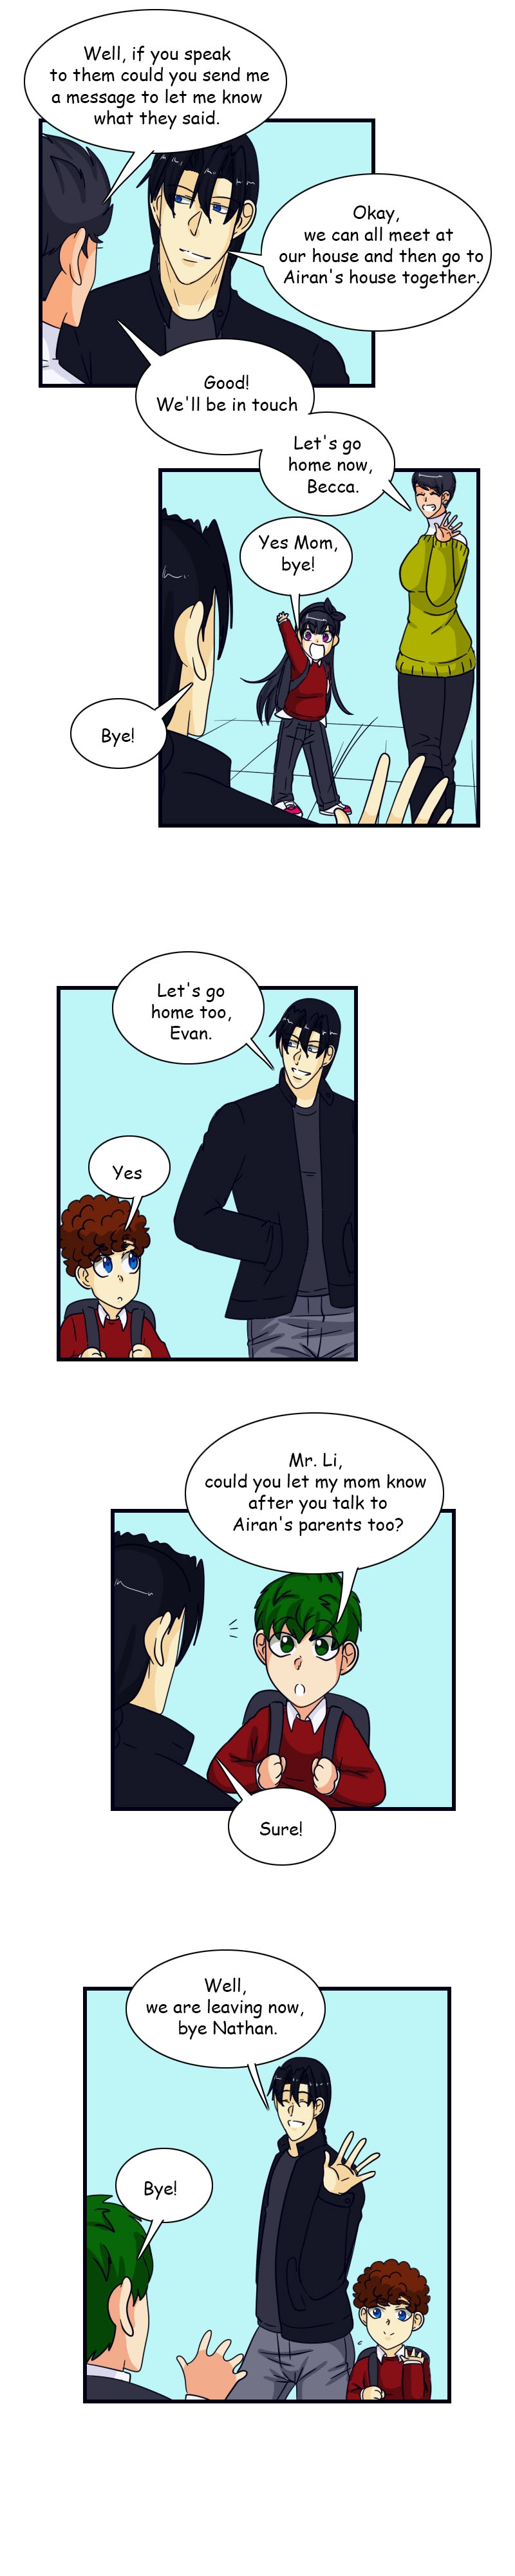 Well, if you speak
to them could you send me
a message to let me know
what they said.
Okay,
we can all meet at
our house and then go to
Airan's house together.
Good!
We'll be in touch
Let's go
home now,
Becca.
Yes Mom,
bye!
Bye!
Let's go
home too,
Evan.
Yes
Mr. Li,
could you let my mom know
after you talk to
Airan's parents too?
Sure!
Well,
we are leaving now,
bye Nathan.
Bye!